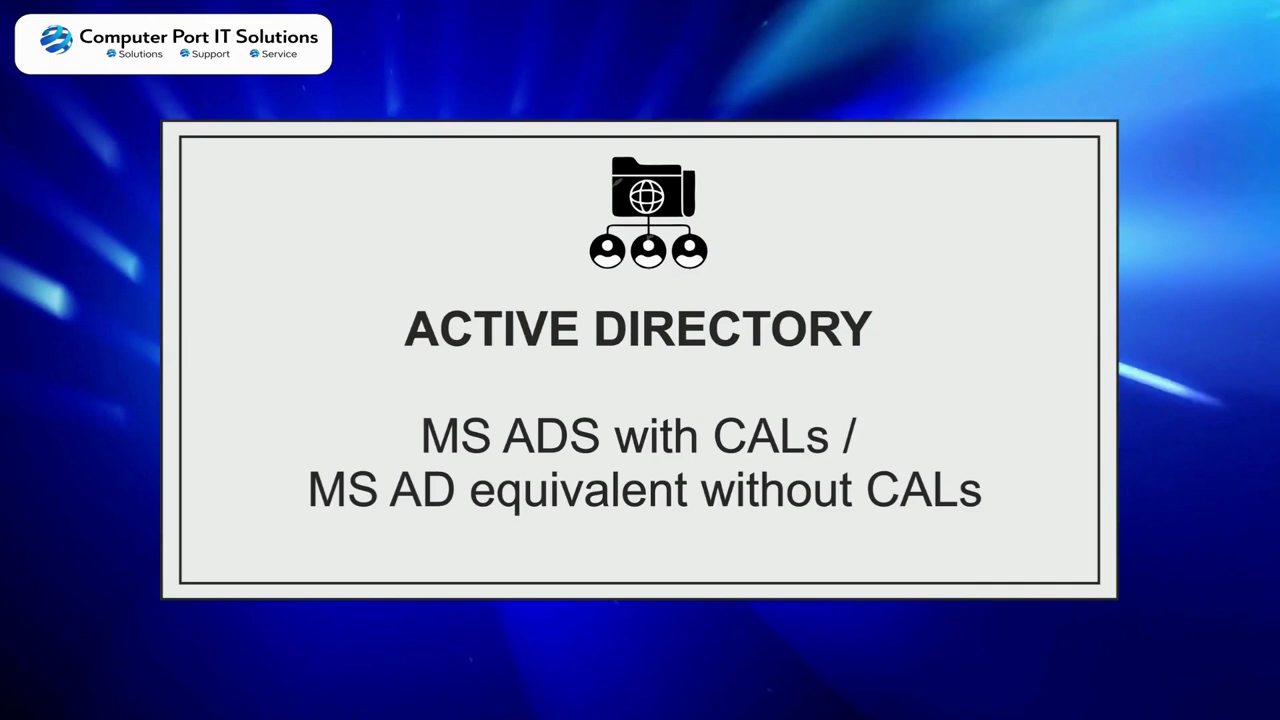 Computer Port IT Solutions
Solutions Support Service
ACTIVE DIRECTORY
MS ADS with CALs /
MS AD equivalent without CALs